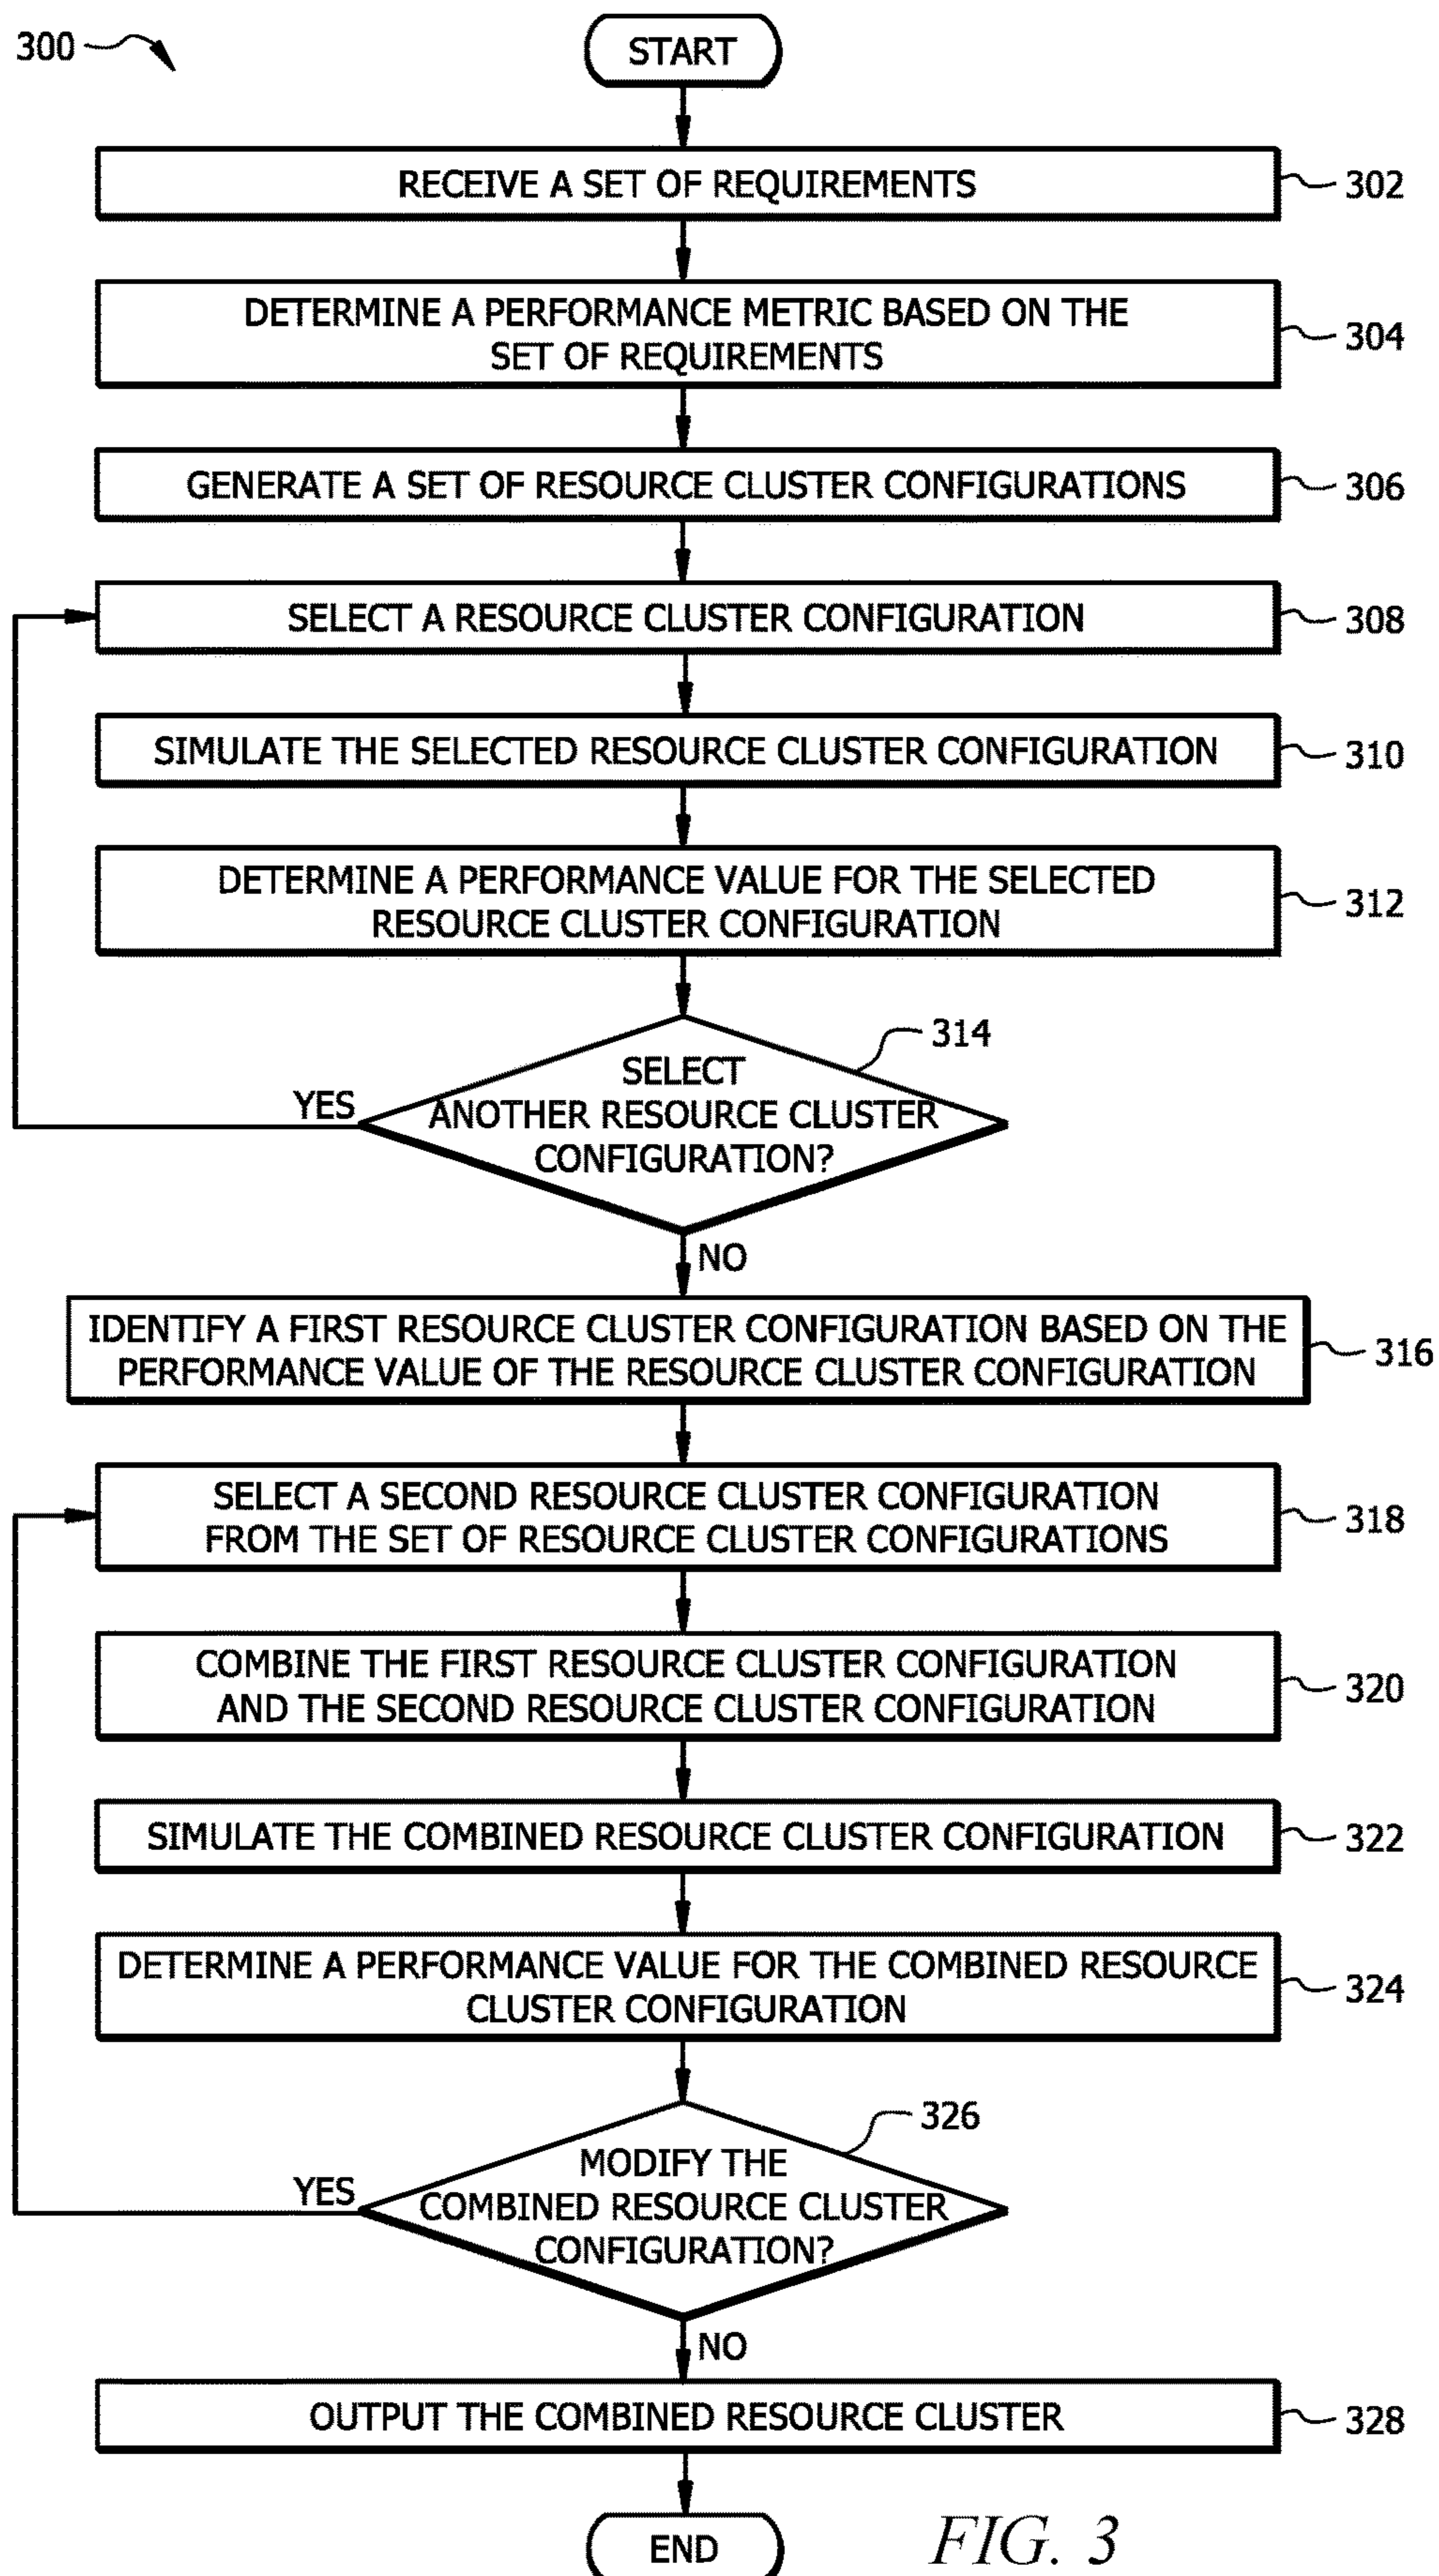 300
START
RECEIVE A SET OF REQUIREMENTS
302
DETERMINE A PERFORMANCE METRIC BASED ON THE
SET OF REQUIREMENTS
304
GENERATE A SET OF RESOURCE CLUSTER CONFIGURATIONS
306
SELECT A RESOURCE CLUSTER CONFIGURATION
308
SIMULATE THE SELECTED RESOURCE CLUSTER CONFIGURATION
310
DETERMINE A PERFORMANCE VALUE FOR THE SELECTED
RESOURCE CLUSTER CONFIGURATION
312
314
SELECT
ANOTHER RESOURCE CLUSTER
CONFIGURATION?
YES
NO
IDENTIFY A FIRST RESOURCE CLUSTER CONFIGURATION BASED ON THE
PERFORMANCE VALUE OF THE RESOURCE CLUSTER CONFIGURATION
316
SELECT A SECOND RESOURCE CLUSTER CONFIGURATION
FROM THE SET OF RESOURCE CLUSTER CONFIGURATIONS
318
COMBINE THE FIRST RESOURCE CLUSTER CONFIGURATION
AND THE SECOND RESOURCE CLUSTER CONFIGURATION
320
SIMULATE THE COMBINED RESOURCE CLUSTER CONFIGURATION
322
DETERMINE A PERFORMANCE VALUE FOR THE COMBINED RESOURCE
CLUSTER CONFIGURATION
324
326
MODIFY THE
COMBINED RESOURCE CLUSTER
CONFIGURATION?
YES
NO
OUTPUT THE COMBINED RESOURCE CLUSTER
328
END
FIG. 3